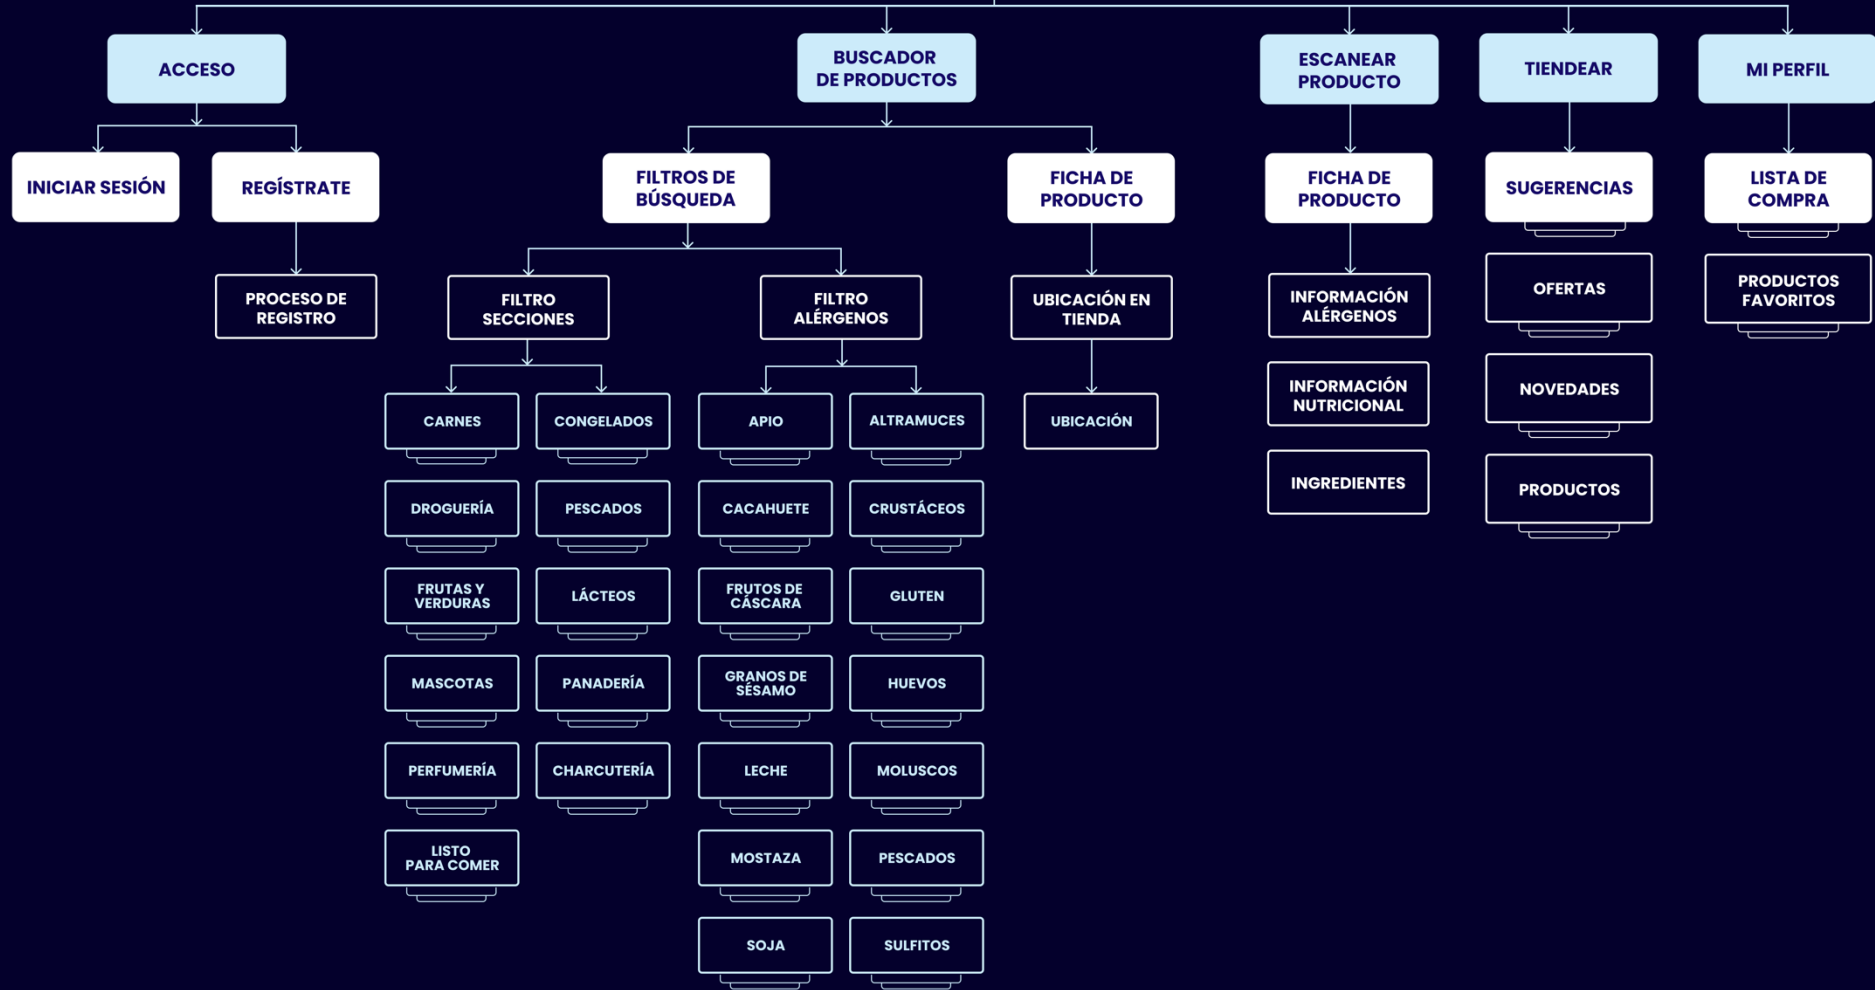 ACCESO
BUSCADOR
DE PRODUCTOS
ESCANEAR
PRODUCTO
TIENDEAR
MI PERFIL
INICIAR SESIÓN
REGÍSTRATE
FILTROS DE
BÚSQUEDA
FICHA DE
PRODUCTO
FICHA DE
PRODUCTO
SUGERENCIAS
LISTA DE
COMPRA
PROCESO DE
REGISTRO
FILTRO
SECCIONES
FILTRO
ALÉRGENOS
UBICACIÓN EN
TIENDA
INFORMACIÓN
ALÉRGENOS
OFERTAS
PRODUCTOS
FAVORITOS
CARNES
CONGELADOS
APIO
ALTRAMUCES
UBICACIÓN
INFORMACIÓN
NUTRICIONAL
NOVEDADES
DROGUERÍA
PESCADOS
CACAHUETE
CRUSTÁCEOS
INGREDIENTES
PRODUCTOS
FRUTAS Y
VERDURAS
LÁCTEOS
FRUTOS DE
CÁSCARA
GLUTEN
MASCOTAS
PANADERÍA
GRANOS DE
SÉSAMO
HUEVOS
PERFUMERÍA
CHARCUTERÍA
LECHE
MOLUSCOS
LISTO
PARA COMER
MOSTAZA
PESCADOS
SOJA
SULFITOS